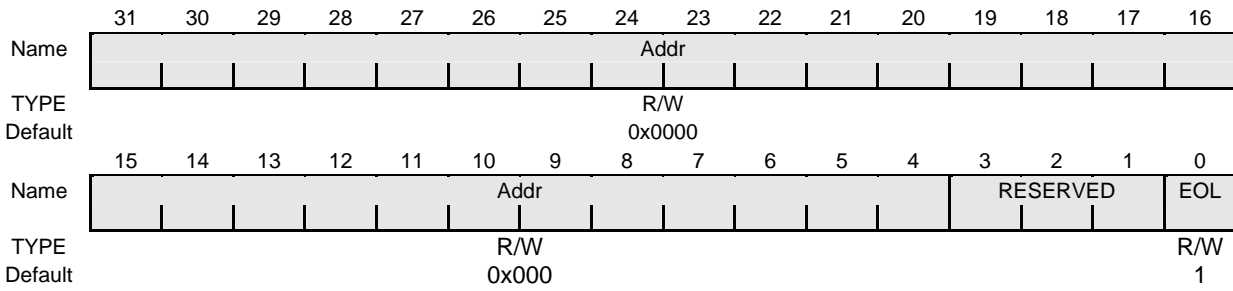 31 30 29 28 27 26 25 24 23 22 21 20 19 18 17 16
Name Addr
TYPE R/W
Default 0x0000
15 14 13 12 11 10 9 8 7 6 5 4 3 2 1 0
Name Addr RESERVED EOL
TYPE R/W R/W
Default 0x000 1